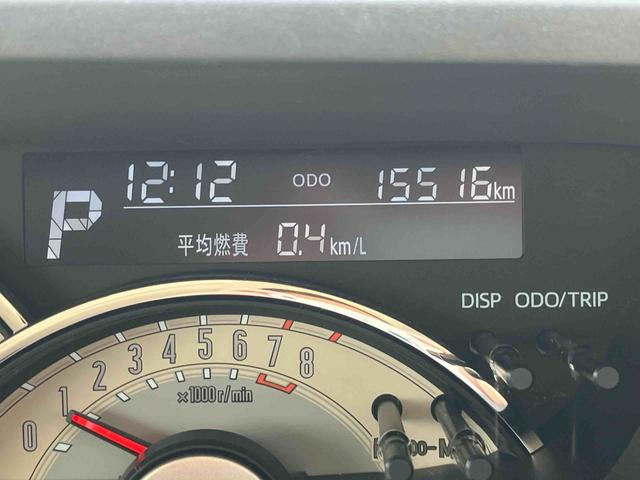 12:12 ODO 15516km
P
平均燃費 0.4km/L
DISP ODO/TRIP
0 1 2 3 4 5 6 7 8
×1000r/min